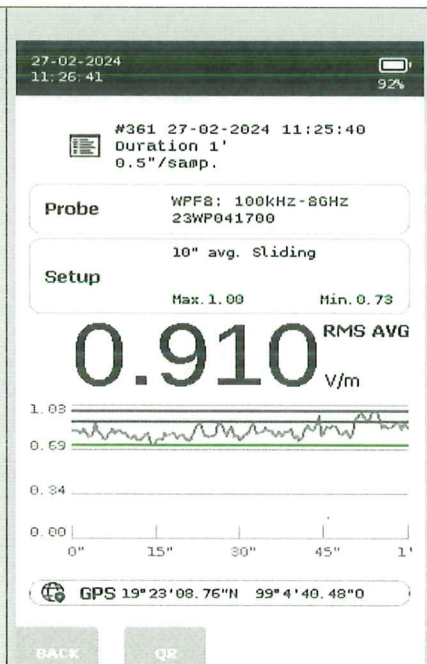 27-02-2024
11:26:41
92%
#361 27-02-2024 11:25:40
Duration 1'
0.5"/samp.
Probe
WPF8: 100kHz-8GHz
23WP041700
Setup
10" avg. Sliding
Max.1.00 Min.0.73
0.910 RMS AVG
V/m
1.03
0.69
0.34
0.00
0" 15" 30" 45" 1'
GPS 19°23'08.76"N 99°4'40.48"O
BACK QR